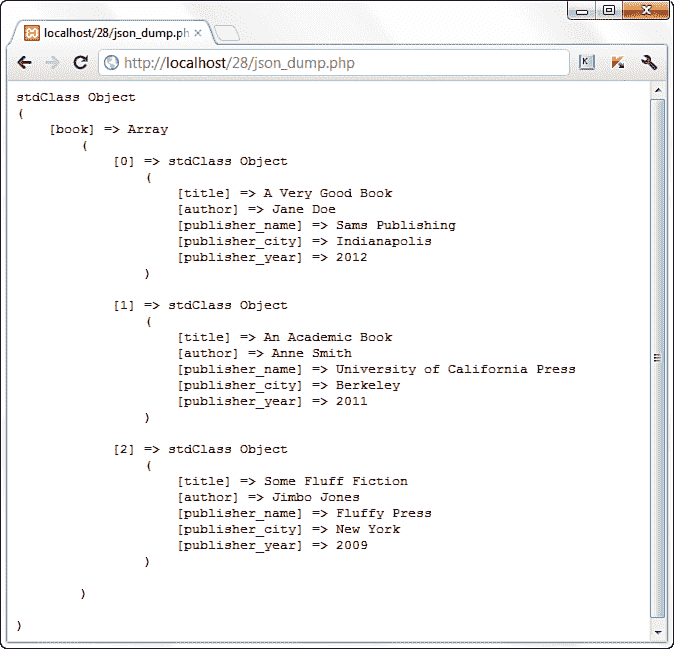 localhost/28/json_dump.ph
http://localhost/28/json_dump.php
stdClass Object
(
    [book] => Array
        (
            [0] => stdClass Object
                (
                    [title] => A Very Good Book
                    [author] => Jane Doe
                    [publisher_name] => Sams Publishing
                    [publisher_city] => Indianapolis
                    [publisher_year] => 2012
                )
            [1] => stdClass Object
                (
                    [title] => An Academic Book
                    [author] => Anne Smith
                    [publisher_name] => University of California Press
                    [publisher_city] => Berkeley
                    [publisher_year] => 2011
                )
            [2] => stdClass Object
                (
                    [title] => Some Fluff Fiction
                    [author] => Jimbo Jones
                    [publisher_name] => Fluffy Press
                    [publisher_city] => New York
                    [publisher_year] => 2009
                )
        )
)